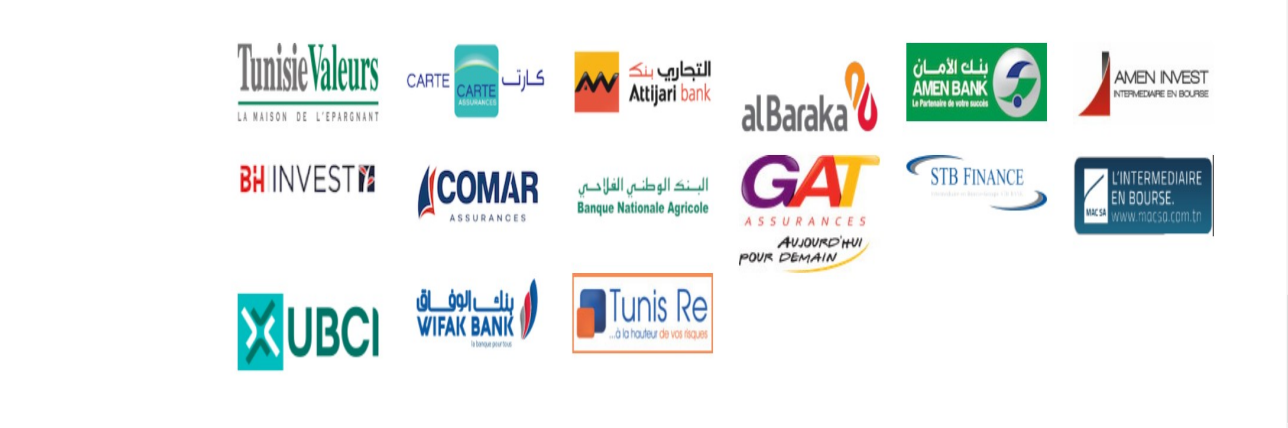 TunisieValeurs
LA MAISON DE L'EPARGNANT
CARTE
CARTE
ASSURANCES
كارت
التجاري بنك
Attijari bank
al Baraka
بنك الأمان
AMEN BANK
Le Partenaire de votre succès
AMEN INVEST
INTERMEDIAIRE EN BOURSE
BH INVEST
COMAR
ASSURANCES
البنك الوطني الفلاحي
Banque Nationale Agricole
GAT
ASSURANCES
AUJOURD'HUI
POUR DEMAIN
STB FINANCE
MAC SA
L'INTERMEDIAIRE
EN BOURSE.
www.macsa.com.tn
UBCI
بنك الوفاق
WIFAK BANK
la banque pour tous
Tunis Re
...à la hauteur de vos risques